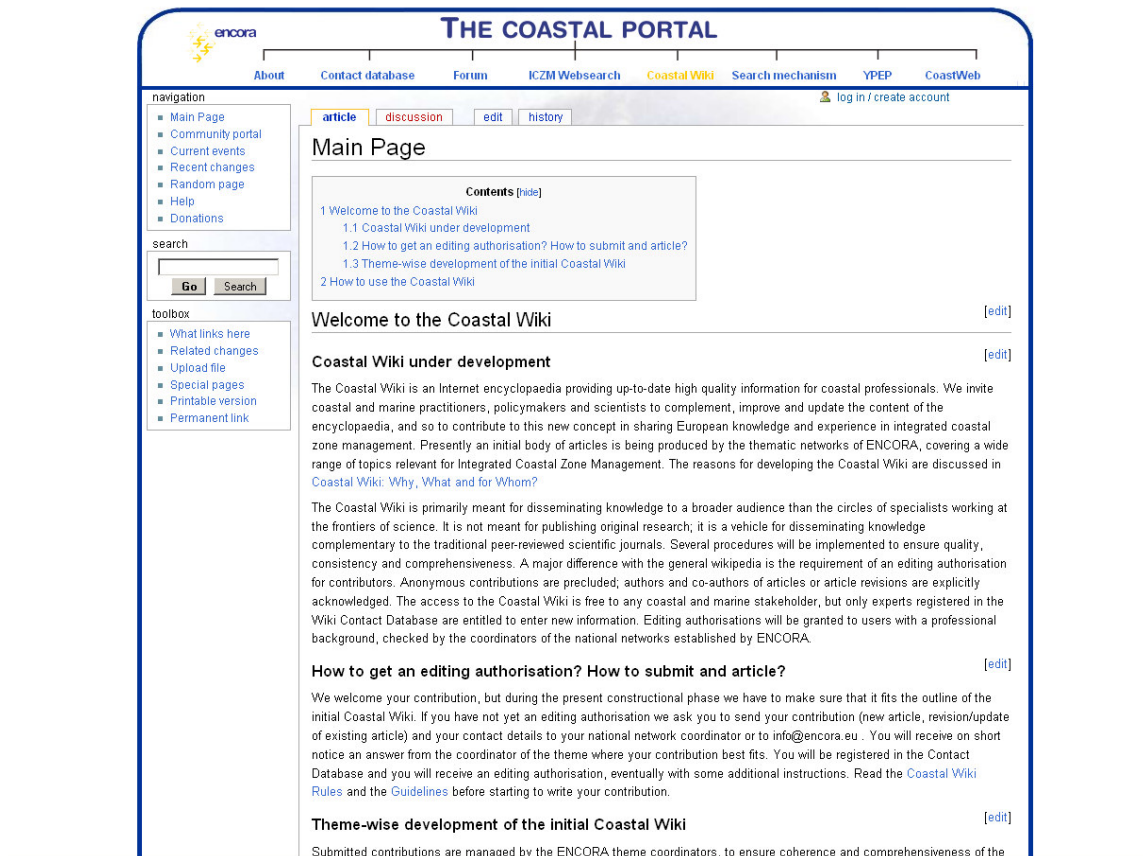 encora
THE COASTAL PORTAL
About Contact database Forum ICZM Websearch Coastal Wiki Search mechanism YPEP CoastWeb
log in / create account
navigation
Main Page
Community portal
Current events
Recent changes
Random page
Help
Donations
search
Go Search
toolbox
What links here
Related changes
Upload file
Special pages
Printable version
Permanent link
article discussion edit history
Main Page
Contents [hide]
1 Welcome to the Coastal Wiki
1.1 Coastal Wiki under development
1.2 How to get an editing authorisation? How to submit and article?
1.3 Theme-wise development of the initial Coastal Wiki
2 How to use the Coastal Wiki
Welcome to the Coastal Wiki [edit]
Coastal Wiki under development [edit]
The Coastal Wiki is an Internet encyclopaedia providing up-to-date high quality information for coastal professionals. We invite
coastal and marine practitioners, policymakers and scientists to complement, improve and update the content of the
encyclopaedia, and so to contribute to this new concept in sharing European knowledge and experience in integrated coastal
zone management. Presently an initial body of articles is being produced by the thematic networks of ENCORA, covering a wide
range of topics relevant for Integrated Coastal Zone Management. The reasons for developing the Coastal Wiki are discussed in
Coastal Wiki: Why, What and for Whom?
The Coastal Wiki is primarily meant for disseminating knowledge to a broader audience than the circles of specialists working at
the frontiers of science. It is not meant for publishing original research; it is a vehicle for disseminating knowledge
complementary to the traditional peer-reviewed scientific journals. Several procedures will be implemented to ensure quality,
consistency and comprehensiveness. A major difference with the general wikipedia is the requirement of an editing authorisation
for contributors. Anonymous contributions are precluded; authors and co-authors of articles or article revisions are explicitly
acknowledged. The access to the Coastal Wiki is free to any coastal and marine stakeholder, but only experts registered in the
Wiki Contact Database are entitled to enter new information. Editing authorisations will be granted to users with a professional
background, checked by the coordinators of the national networks established by ENCORA.
How to get an editing authorisation? How to submit and article? [edit]
We welcome your contribution, but during the present constructional phase we have to make sure that it fits the outline of the
initial Coastal Wiki. If you have not yet an editing authorisation we ask you to send your contribution (new article, revision/update
of existing article) and your contact details to your national network coordinator or to info@encora.eu . You will receive on short
notice an answer from the coordinator of the theme where your contribution best fits. You will be registered in the Contact
Database and you will receive an editing authorisation, eventually with some additional instructions. Read the Coastal Wiki
Rules and the Guidelines before starting to write your contribution.
Theme-wise development of the initial Coastal Wiki [edit]
Submitted contributions are managed by the ENCORA theme coordinators, to ensure coherence and comprehensiveness of the